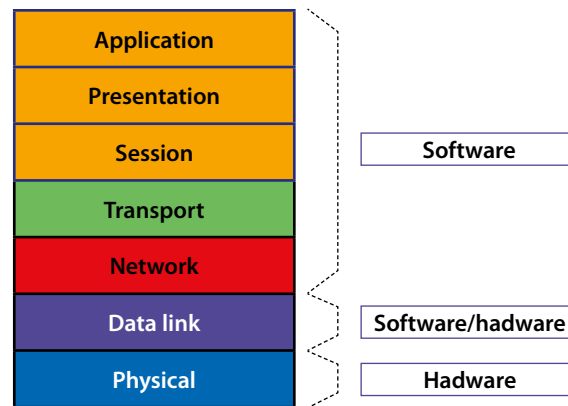 Application
Presentation
Session
Software
Transport
Network
Data link
Software/hadware
Physical
Hadware